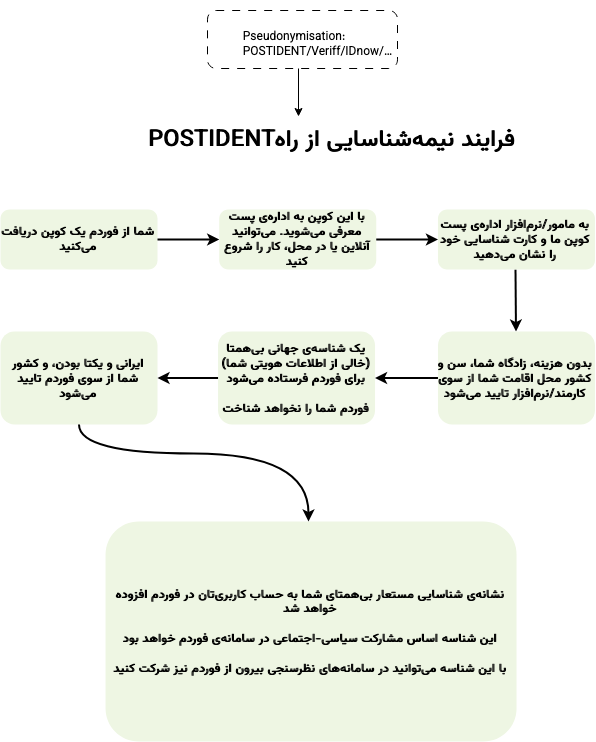 Pseudonymisation:
POSTIDENT/Veriff/IDnow/...
فرایند نیمه‌شناسایی از راهPOSTIDENT
شما از فوردم یک کوپن دریافت
می‌کنید
با این کوپن به اداره‌ی پست
معرفی می‌شوید. می‌توانید
آنلاین یا در محل، کار را شروع
کنید
به مامور/نرم‌افزار اداره‌ی پست
کوپن ما و کارت شناسایی خود
را نشان می‌دهید
بدون هزینه، زادگاه شما، سن و
کشور محل اقامت شما از سوی
کارمند/نرم‌افزار تایید می‌شود
یک شناسه‌ی جهانی بی‌همتا
(خالی از اطلاعات هویتی شما)
برای فوردم فرستاده می‌شود
فوردم شما را نخواهد شناخت
ایرانی و یکتا بودن، و کشور
شما از سوی فوردم تایید
می‌شود
نشانه‌ی شناسایی مستعار بی‌همتای شما به حساب کاربری‌تان در فوردم افزوده
خواهد شد
این شناسه اساس مشارکت سیاسی-اجتماعی در سامانه‌ی فوردم خواهد بود
با این شناسه می‌توانید در سامانه‌های نظرسنجی بیرون از فوردم نیز شرکت کنید